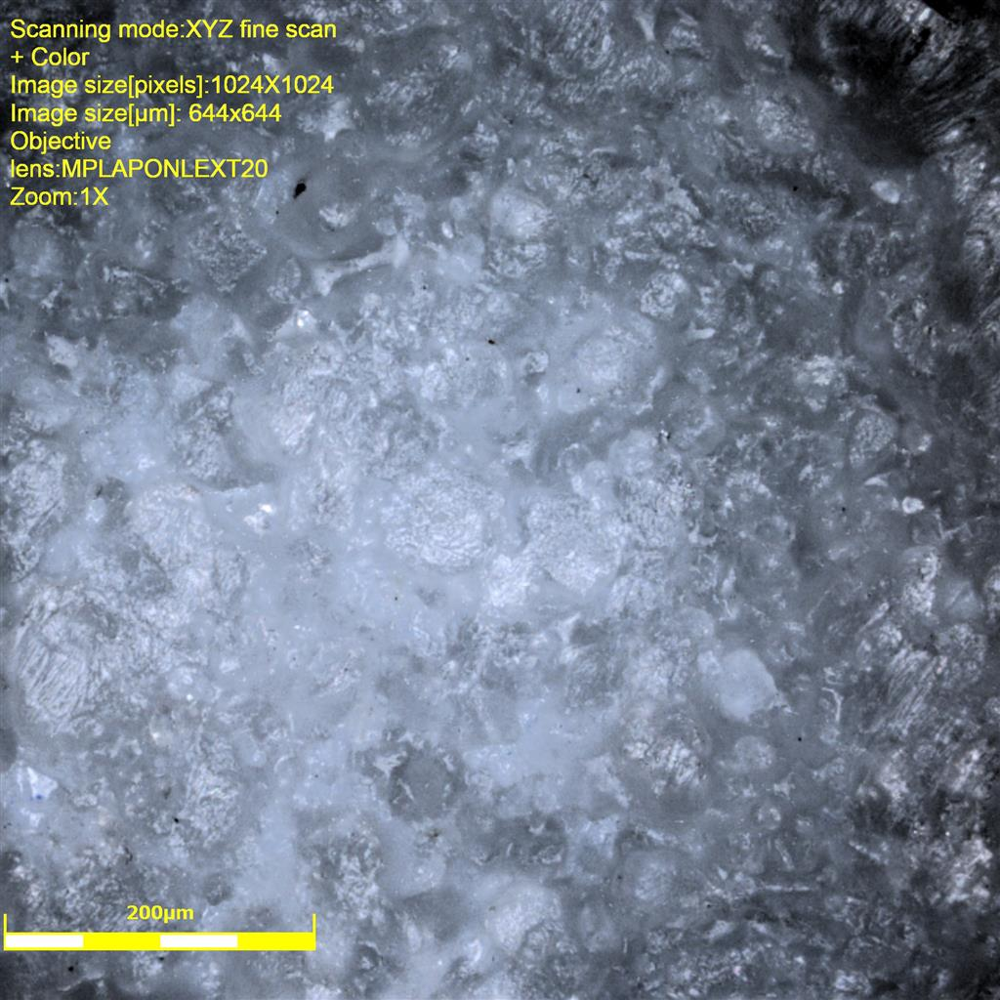 Scanning mode:XYZ fine scan
+ Color
Image size[pixels]:1024X1024
Image size[µm]: 644x644
Objective
lens:MPLAPONLEXT20
Zoom:1X
200µm